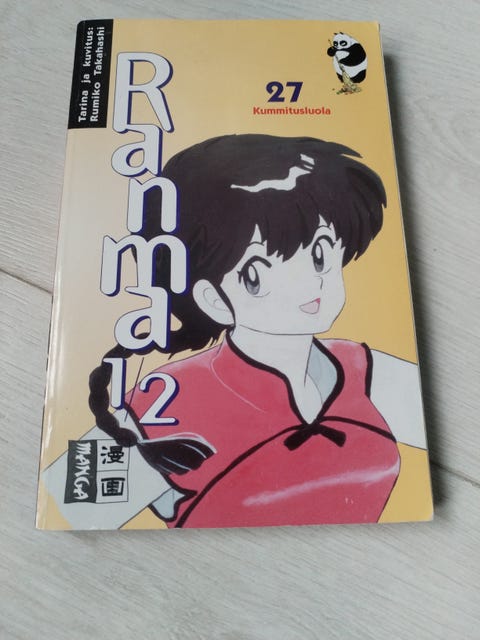 Tarina ja kuvitus:
Rumiko Takahashi
Ranma
1 2
27
Kummitusluola
漫画
MANGA